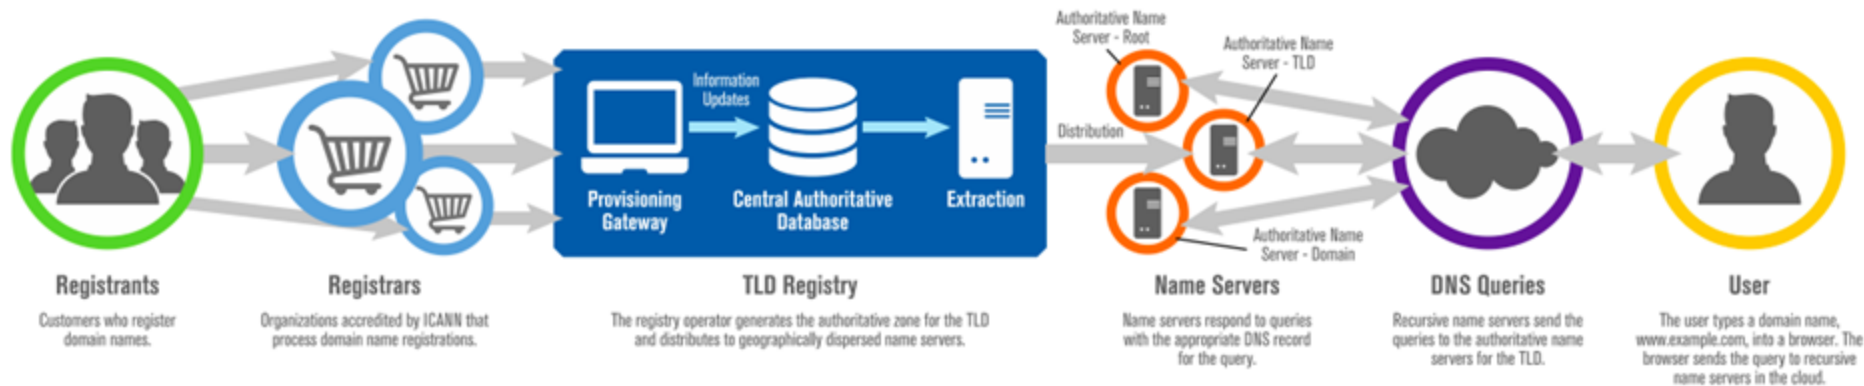 Authoritative Name
Server - Root
Authoritative Name
Server - TLD
Information
Updates
Distribution
Provisioning
Gateway
Central Authoritative
Database
Extraction
Authoritative Name
Server - Domain
Registrants
Customers who register
domain names.
Registrars
Organizations accredited by ICANN that
process domain name registrations.
TLD Registry
The registry operator generates the authoritative zone for the TLD
and distributes to geographically dispersed name servers.
Name Servers
Name servers respond to queries
with the appropriate DNS record
for the query.
DNS Queries
Recursive name servers send the
queries to the authoritative name
servers for the TLD.
User
The user types a domain name,
www.example.com, into a browser. The
browser sends the query to recursive
name servers in the cloud.